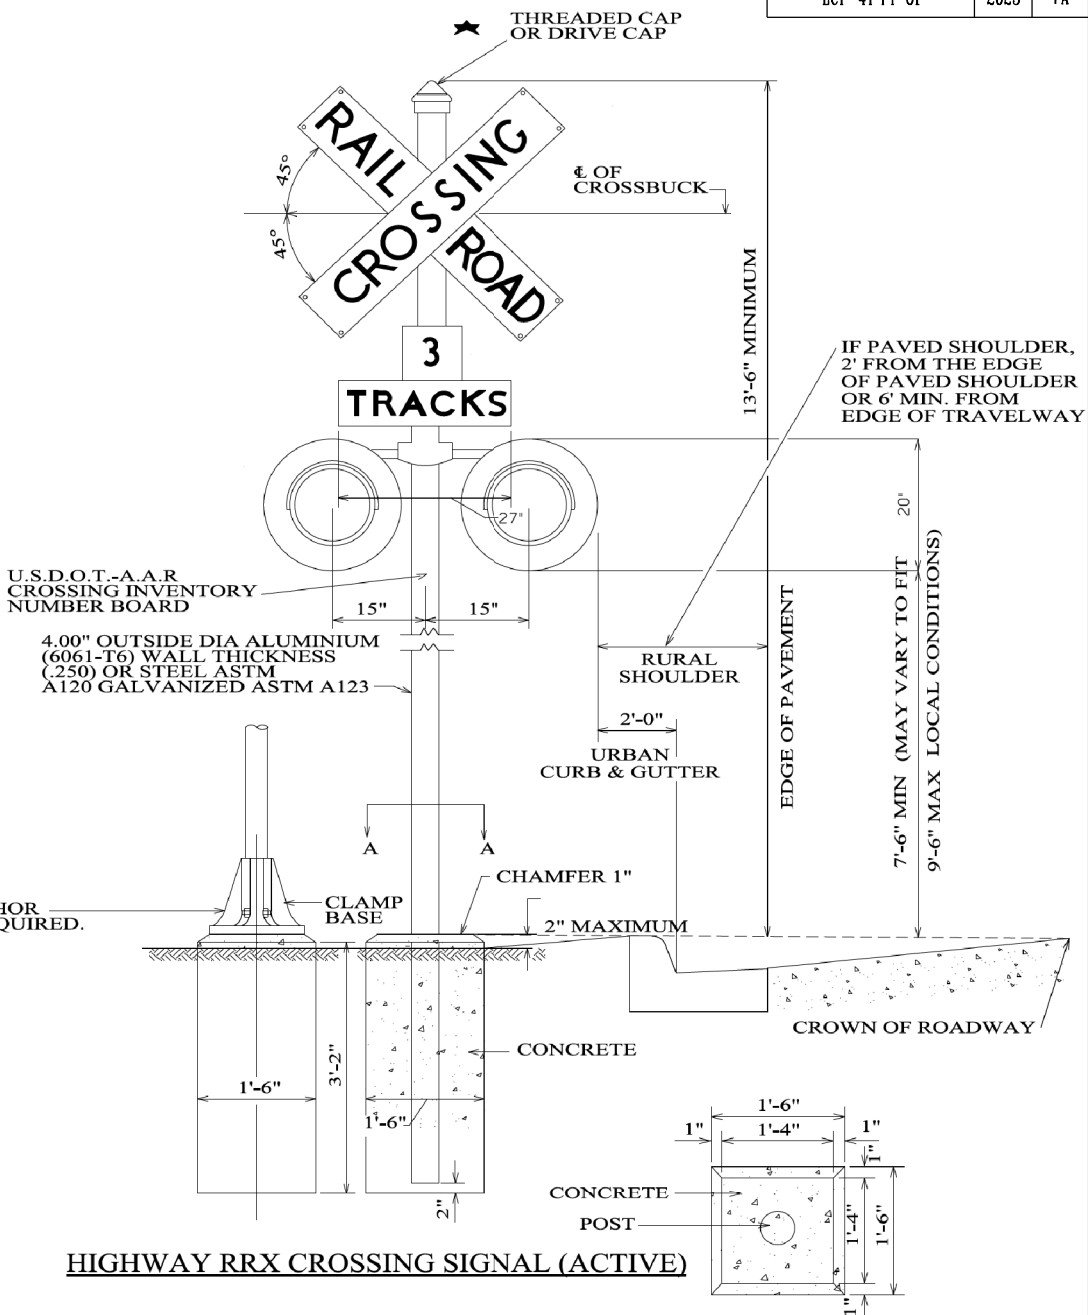 2023
THREADED CAP
OR DRIVE CAP
RAIL
ROAD
CROSSING
45°
45°
℄ OF
CROSSBUCK
3
TRACKS
13'-6" MINIMUM
IF PAVED SHOULDER,
2' FROM THE EDGE
OF PAVED SHOULDER
OR 6' MIN. FROM
EDGE OF TRAVELWAY
27"
20"
U.S.D.O.T.-A.A.R
CROSSING INVENTORY
NUMBER BOARD
15"
15"
4.00" OUTSIDE DIA ALUMINIUM
(6061-T6) WALL THICKNESS
(.250) OR STEEL ASTM
A120 GALVANIZED ASTM A123
RURAL
SHOULDER
2'-0"
URBAN
CURB & GUTTER
EDGE OF PAVEMENT
7'-6" MIN (MAY VARY TO FIT
9'-6" MAX LOCAL CONDITIONS)
A
A
CHAMFER 1"
HOR
QUIRED.
CLAMP
BASE
2" MAXIMUM
CROWN OF ROADWAY
CONCRETE
3'-2"
1'-6"
1'-6"
2"
1'-6"
1"
1'-4"
1"
1"
CONCRETE
POST
1'-4"
1'-6"
1"
HIGHWAY RRX CROSSING SIGNAL (ACTIVE)